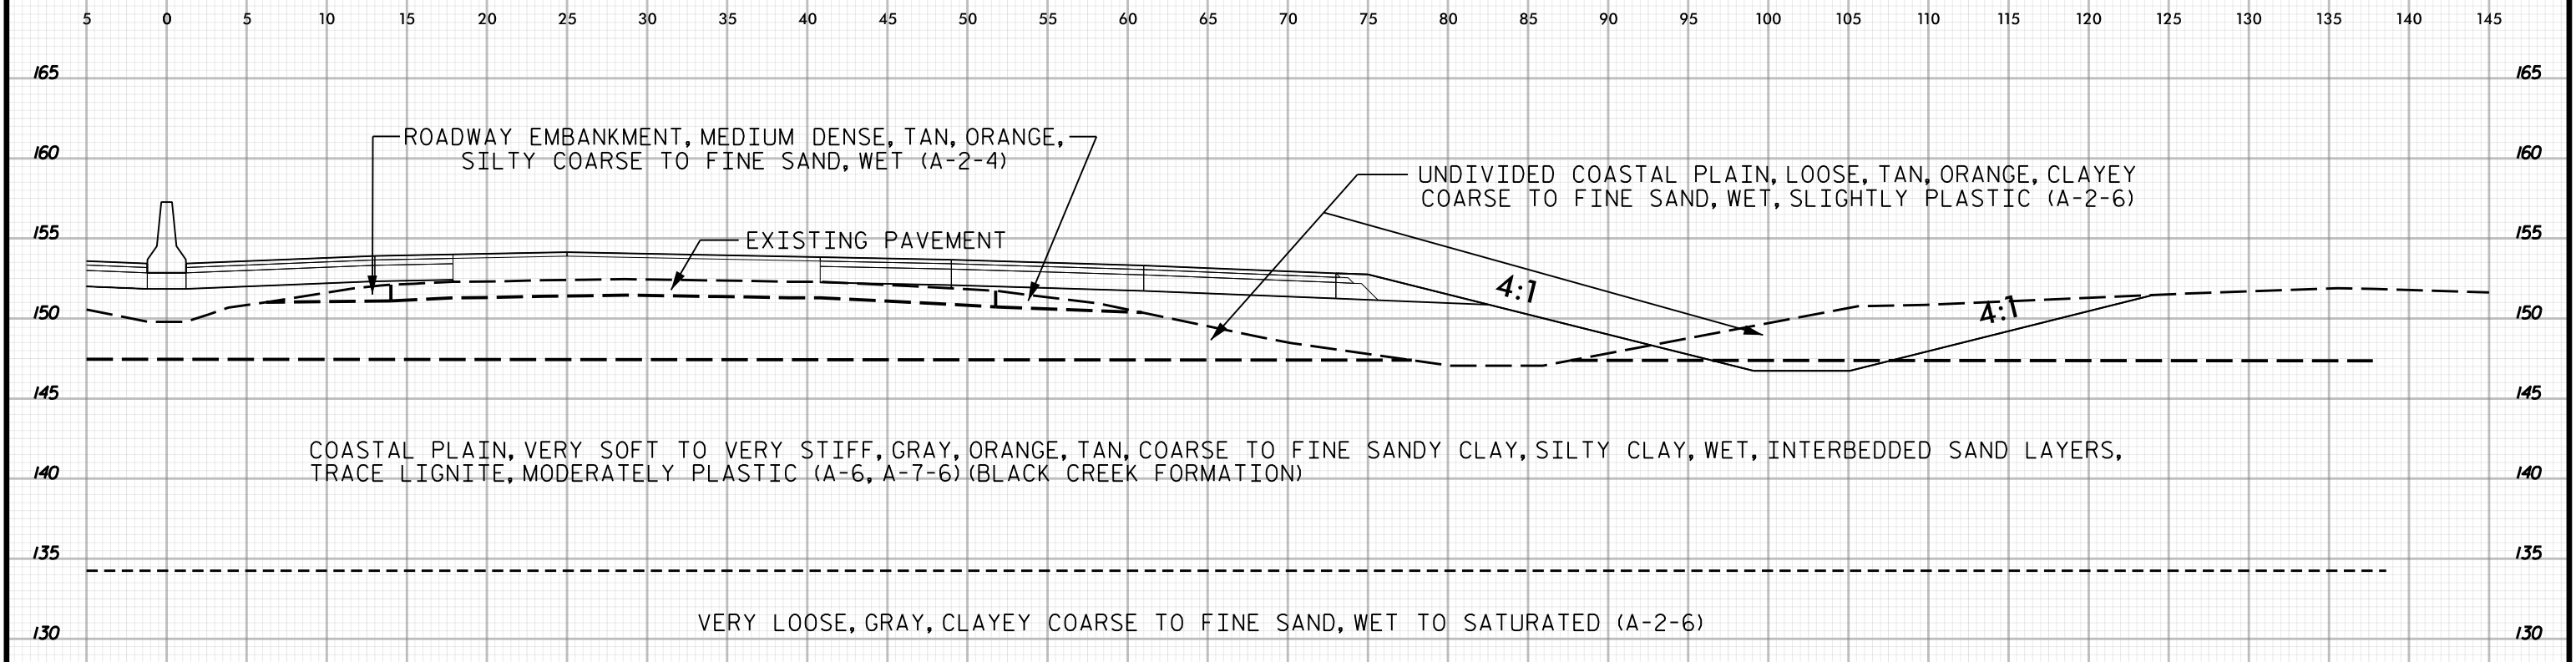 5 0 5 10 15 20 25 30 35 40 45 50 55 60 65 70 75 80 85 90 95 100 105 110 115 120 125 130 135 140 145
165 165
ROADWAY EMBANKMENT, MEDIUM DENSE, TAN, ORANGE,
SILTY COARSE TO FINE SAND, WET (A-2-4)
160 160
UNDIVIDED COASTAL PLAIN, LOOSE, TAN, ORANGE, CLAYEY
COARSE TO FINE SAND, WET, SLIGHTLY PLASTIC (A-2-6)
155 155
EXISTING PAVEMENT
4:1
4:1
150 150
145 145
COASTAL PLAIN, VERY SOFT TO VERY STIFF, GRAY, ORANGE, TAN, COARSE TO FINE SANDY CLAY, SILTY CLAY, WET, INTERBEDDED SAND LAYERS,
TRACE LIGNITE, MODERATELY PLASTIC (A-6, A-7-6) (BLACK CREEK FORMATION)
140 140
135 135
VERY LOOSE, GRAY, CLAYEY COARSE TO FINE SAND, WET TO SATURATED (A-2-6)
130 130